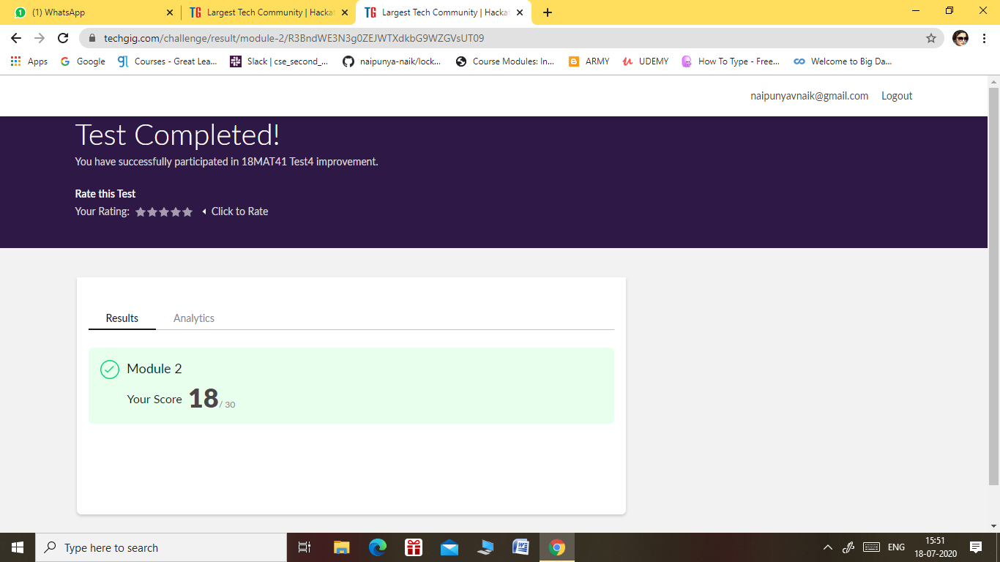 (1) WhatsApp
TG Largest Tech Community | Hacka
TG Largest Tech Community | Hacka
techgig.com/challenge/result/module-2/R3BndWE3N3g0ZEJWTXdkbG9WZGVsUT09
Apps
Google
Courses - Great Lea...
Slack | cse_second_...
naipunya-naik/lock...
Course Modules: In...
ARMY
UDEMY
How To Type - Free...
Welcome to Big Da...
naipunyavnaik@gmail.com Logout
Test Completed!
You have successfully participated in 18MAT41 Test4 improvement.
Rate this Test
Your Rating: Click to Rate
Results Analytics
Module 2
Your Score 18 / 30
Type here to search
ENG
15:51
18-07-2020